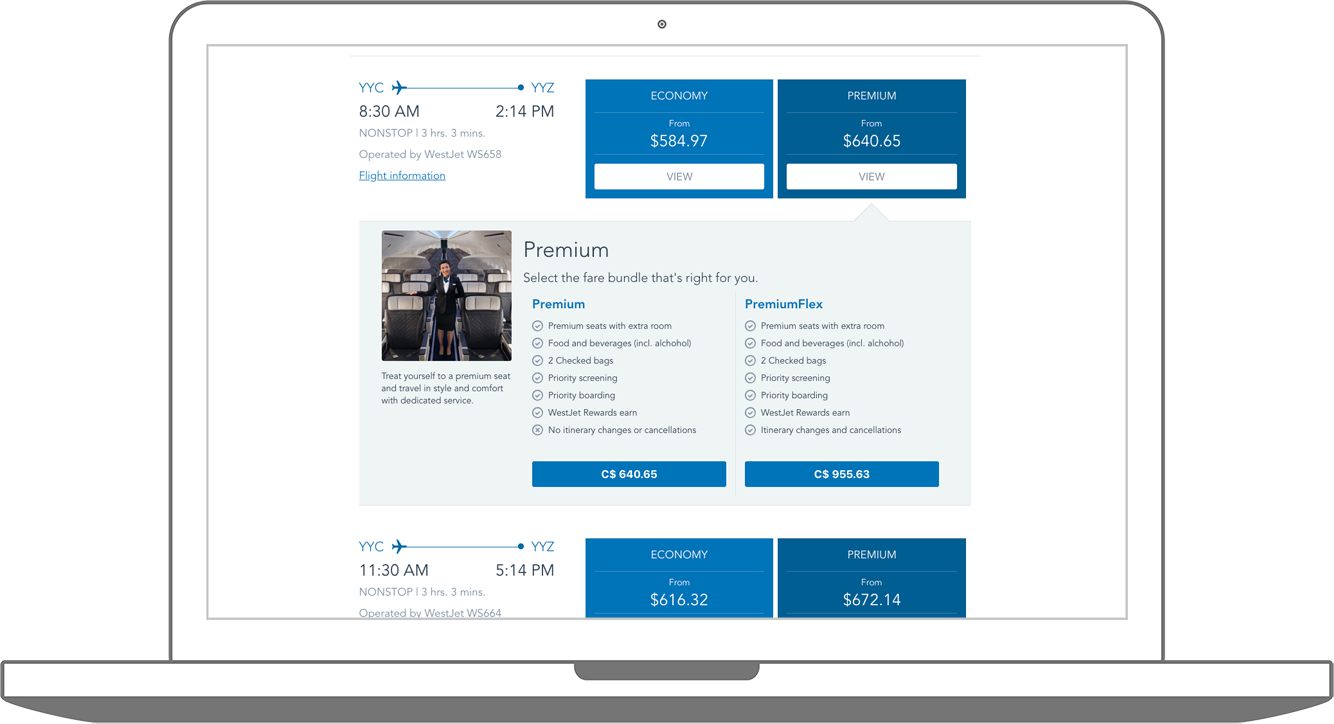 YYC YYZ
8:30 AM 2:14 PM
NONSTOP | 3 hrs. 3 mins.
Operated by WestJet WS658
Flight information
ECONOMY
From
$584.97
VIEW
PREMIUM
From
$640.65
VIEW
Treat yourself to a premium seat
and travel in style and comfort
with dedicated service.
Premium
Select the fare bundle that's right for you.
Premium
Premium seats with extra room
Food and beverages (incl. alchohol)
2 Checked bags
Priority screening
Priority boarding
WestJet Rewards earn
No itinerary changes or cancellations
C$ 640.65
PremiumFlex
Premium seats with extra room
Food and beverages (incl. alchohol)
2 Checked bags
Priority screening
Priority boarding
WestJet Rewards earn
Itinerary changes and cancellations
C$ 955.63
YYC YYZ
11:30 AM 5:14 PM
NONSTOP | 3 hrs. 3 mins.
Operated by WestJet WS664
ECONOMY
From
$616.32
PREMIUM
From
$672.14